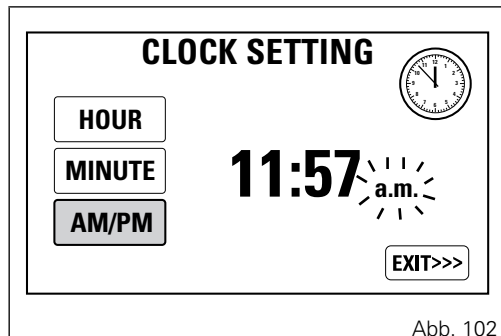 CLOCK SETTING
HOUR
MINUTE
AM/PM
11:57 a.m.
EXIT>>>
Abb. 102